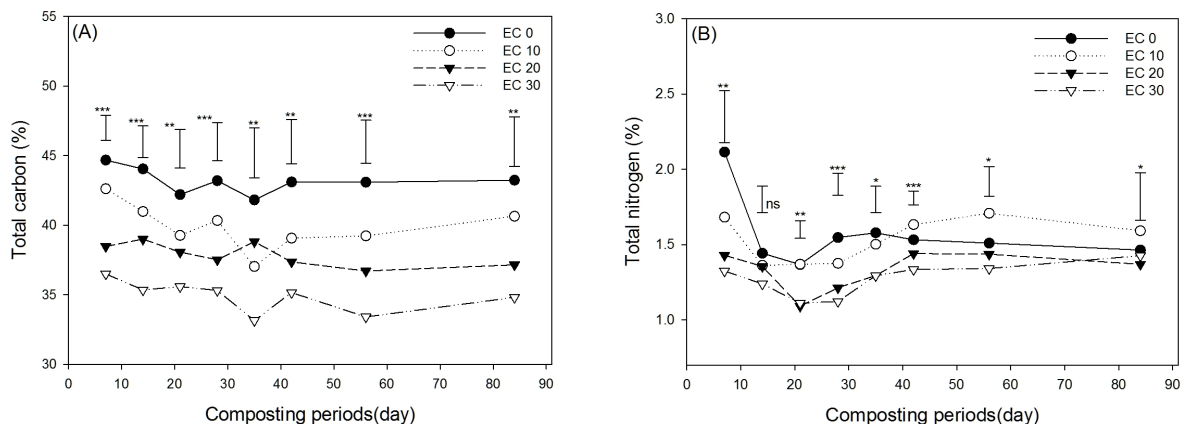 (A)
EC 0
EC 10
EC 20
EC 30
55
50
45
40
35
30
*** *** ** *** ** ** *** **
Total carbon (%)
0 10 20 30 40 50 60 70 80 90
Composting periods(day)
(B)
EC 0
EC 10
EC 20
EC 30
3.0
2.5
2.0
1.5
1.0
** ns ** *** * *** * *
Total nitrogen (%)
0 10 20 30 40 50 60 70 80 90
Composting periods(day)